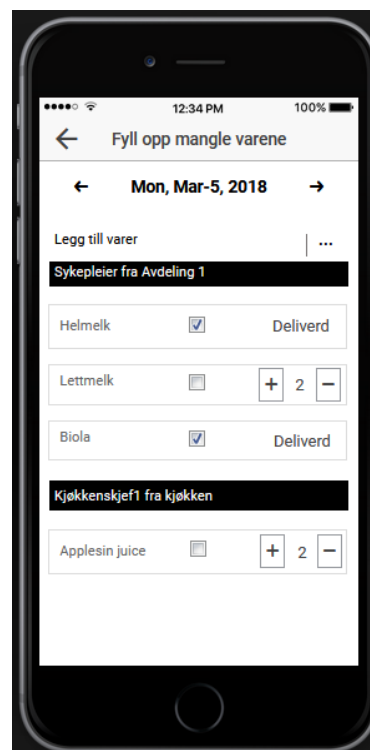 12:34 PM 100%
Fyll opp mangle varene
Mon, Mar-5, 2018
Legg till varer ...
Sykepleier fra Avdeling 1
Helmelk Deliverd
Lettmelk + 2 −
Biola Deliverd
Kjøkkenskjef1 fra kjøkken
Applesin juice + 2 −